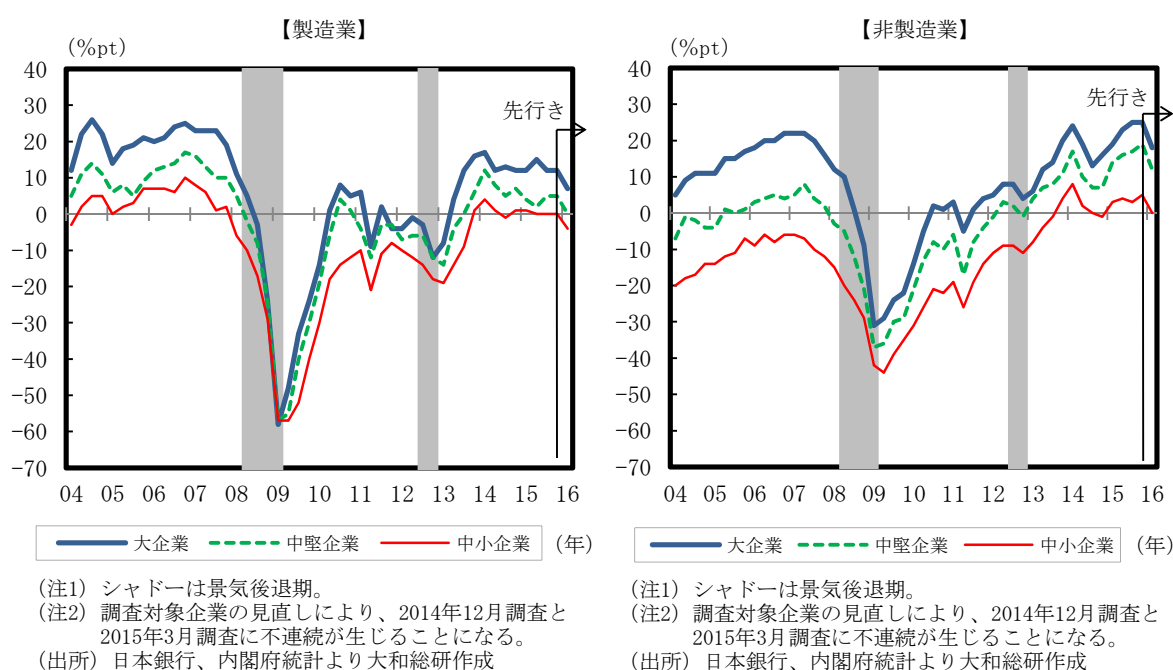 【製造業】
(%pt)
40
30
20
10
0
−10
−20
−30
−40
−50
−60
−70
先行き
04 05 06 07 08 09 10 11 12 13 14 15 16
大企業 中堅企業 中小企業 (年)
(注1) シャドーは景気後退期。
(注2) 調査対象企業の見直しにより、2014年12月調査と
2015年3月調査に不連続が生じることになる。
(出所) 日本銀行、内閣府統計より大和総研作成
【非製造業】
(%pt)
40
30
20
10
0
−10
−20
−30
−40
−50
−60
−70
先行き
04 05 06 07 08 09 10 11 12 13 14 15 16
大企業 中堅企業 中小企業 (年)
(注1) シャドーは景気後退期。
(注2) 調査対象企業の見直しにより、2014年12月調査と
2015年3月調査に不連続が生じることになる。
(出所) 日本銀行、内閣府統計より大和総研作成